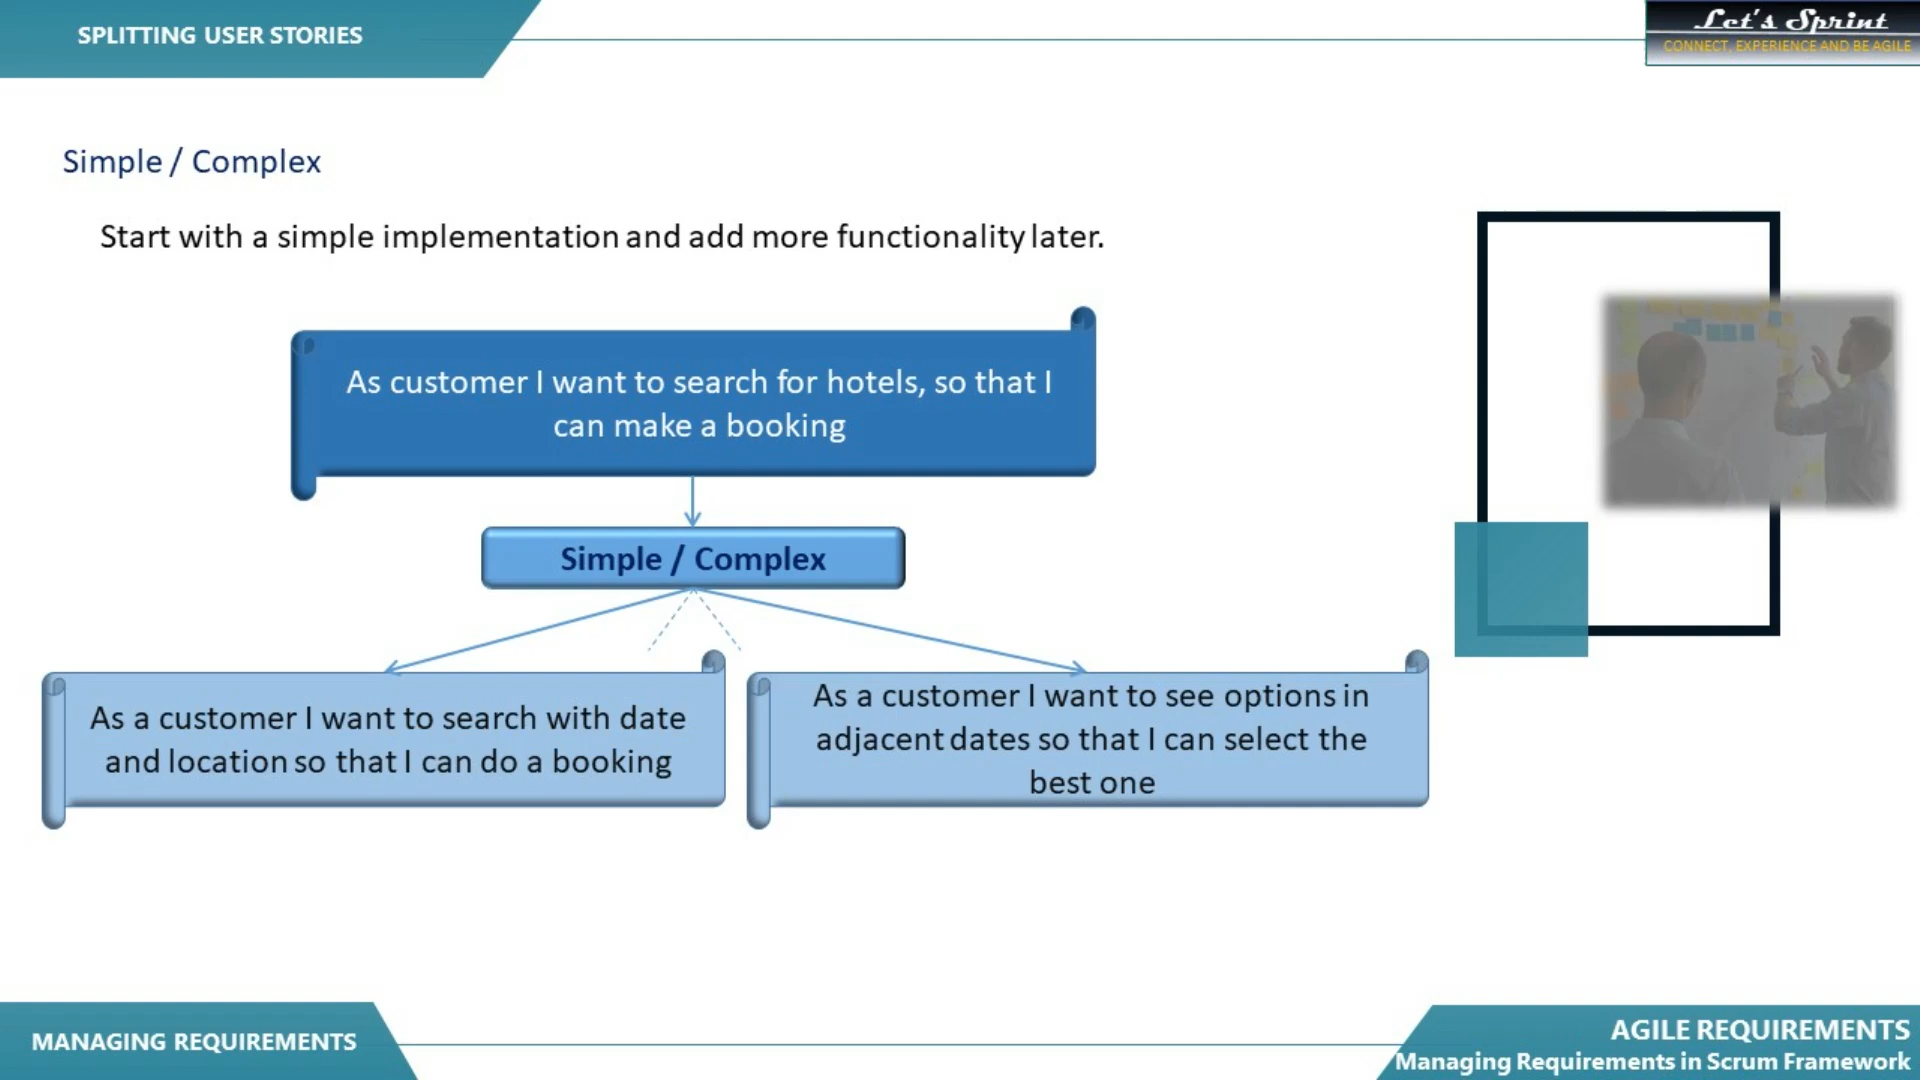 SPLITTING USER STORIES
Let's Sprint
CONNECT, EXPERIENCE AND BE AGILE
Simple / Complex
Start with a simple implementation and add more functionality later.
As customer I want to search for hotels, so that I
can make a booking
Simple / Complex
As a customer I want to search with date
and location so that I can do a booking
As a customer I want to see options in
adjacent dates so that I can select the
best one
MANAGING REQUIREMENTS
AGILE REQUIREMENTS
Managing Requirements in Scrum Framework